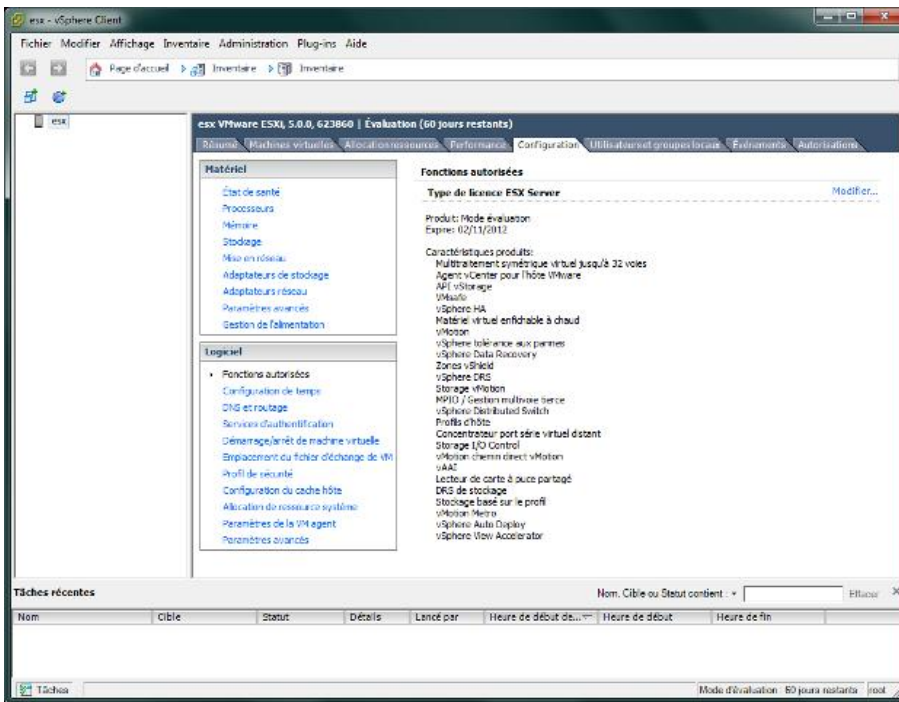 esx - vSphere Client
Fichier Modifier Affichage Inventaire Administration Plug-ins Aide
Page d'accueil Inventaire Inventaire
esx
esx VMware ESXi, 5.0.0, 623860 | Évaluation (60 jours restants)
Résumé Machines virtuelles Allocation ressources Performance Configuration Utilisateurs et groupes locaux Événements Autorisations
Matériel
État de santé
Processeurs
Mémoire
Stockage
Mise en réseau
Adaptateurs de stockage
Adaptateurs réseau
Paramètres avancés
Gestion de l'alimentation
Logiciel
Fonctions autorisées
Configuration de temps
DNS et routage
Services d'authentification
Démarrage/arrêt de machine virtuelle
Emplacement du fichier d'échange de VM
Profil de sécurité
Configuration du cache hôte
Allocation de ressource système
Paramètres de la VM agent
Paramètres avancés
Fonctions autorisées
Type de licence ESX Server Modifier...
Produit: Mode évaluation
Expire: 02/11/2012
Caractéristiques produits:
Multitraitement symétrique virtuel jusqu'à 32 voies
Agent vCenter pour l'hôte VMware
API vStorage
VMsafe
vSphere HA
Matériel virtuel enfichable à chaud
vMotion
vSphere tolérance aux pannes
vSphere Data Recovery
Zones vShield
vSphere DRS
Storage vMotion
MPIO / Gestion multivoie tierce
vSphere Distributed Switch
Profils d'hôte
Concentrateur port série virtuel distant
Storage I/O Control
vMotion chemin direct vMotion
vAAI
Lecteur de carte à puce partagé
DRS de stockage
Stockage basé sur le profil
vMotion Metro
vSphere Auto Deploy
vSphere View Accelerator
Tâches récentes Nom, Cible ou Statut contient : Effacer
Nom Cible Statut Détails Lancé par Heure de début de... Heure de début Heure de fin
Tâches Mode d'évaluation 60 jours restants root